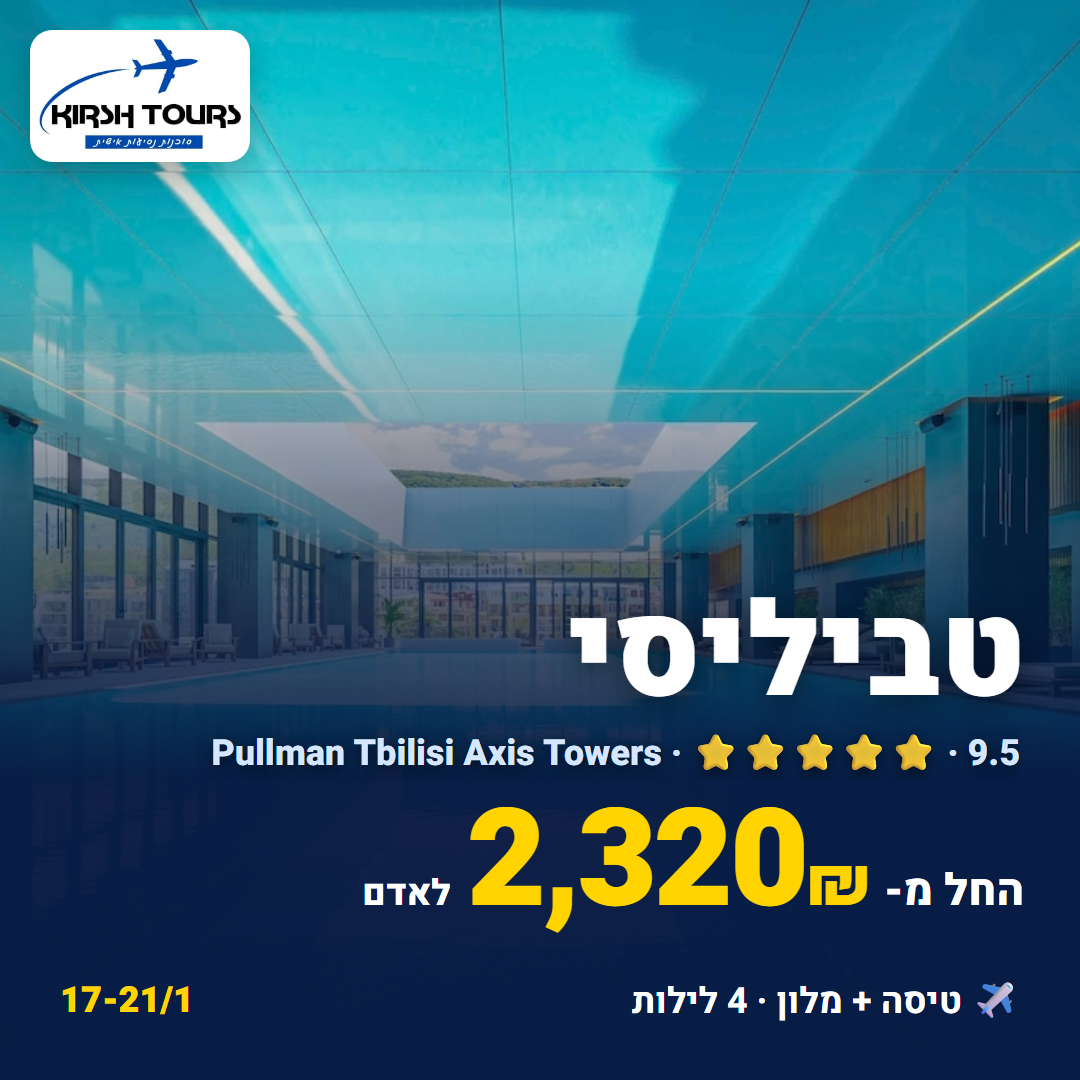 KIRSH TOURS
סוכנות נסיעות אישית
טביליסי
Pullman Tbilisi Axis Towers · ⭐⭐⭐⭐⭐ · 9.5
החל מ- ₪2,320 לאדם
✈️ טיסה + מלון · 4 לילות
17-21/1